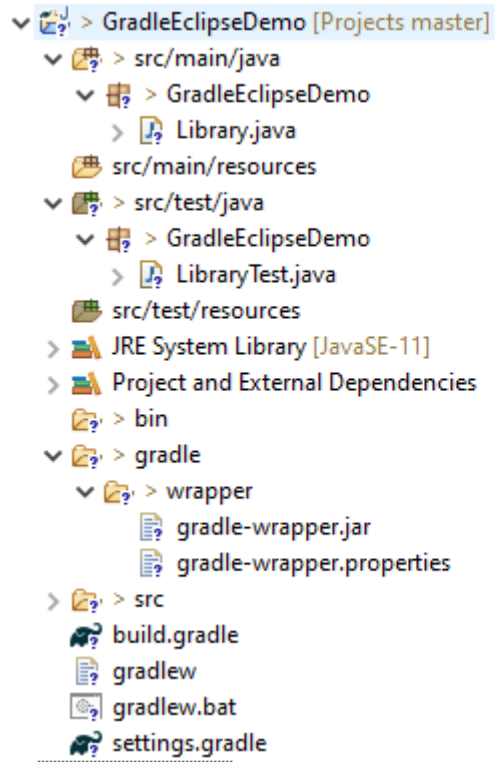 > GradleEclipseDemo [Projects master]
> src/main/java
> GradleEclipseDemo
> Library.java
src/main/resources
> src/test/java
> GradleEclipseDemo
> LibraryTest.java
src/test/resources
> JRE System Library [JavaSE-11]
> Project and External Dependencies
> bin
> gradle
> wrapper
gradle-wrapper.jar
gradle-wrapper.properties
> > src
build.gradle
gradlew
gradlew.bat
settings.gradle